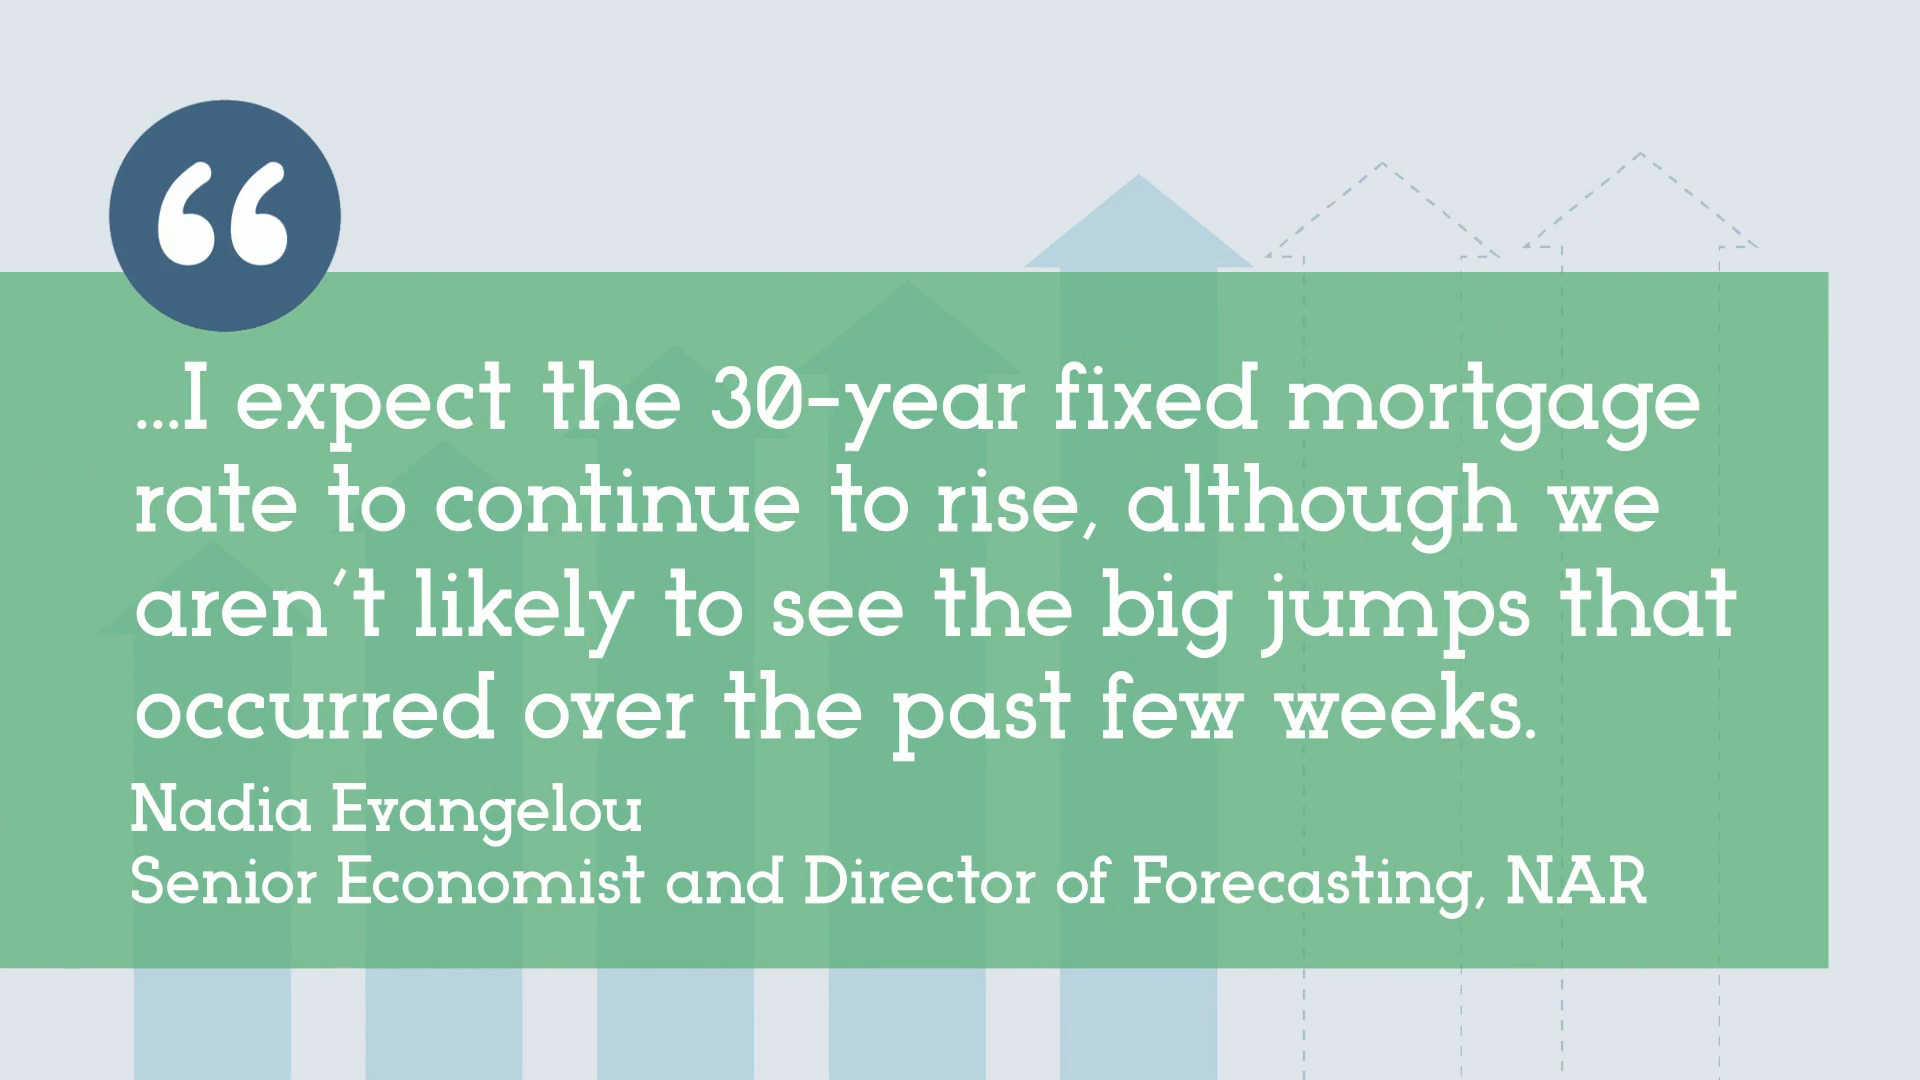 “
...I expect the 30-year fixed mortgage
rate to continue to rise, although we
aren't likely to see the big jumps that
occurred over the past few weeks.
Nadia Evangelou
Senior Economist and Director of Forecasting, NAR